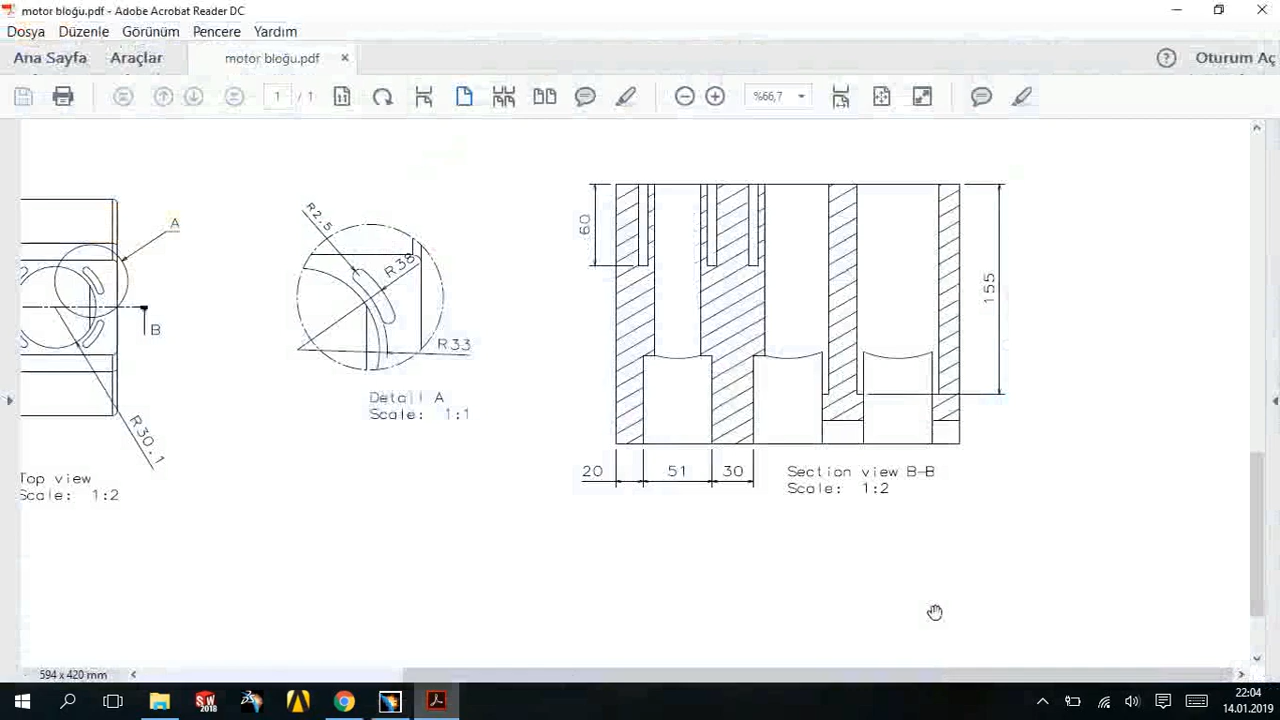 motor bloğu.pdf - Adobe Acrobat Reader DC
Dosya Düzenle Görünüm Pencere Yardım
Ana Sayfa Araçlar motor bloğu.pdf Oturum Aç
1 / 1 %66,7
A
B
R30.1
Top view
Scale: 1:2
R2.5
R38
R33
Detail A
Scale: 1:1
60
155
20 51 30
Section view B-B
Scale: 1:2
594 x 420 mm
SW 2018
22:04
14.01.2019